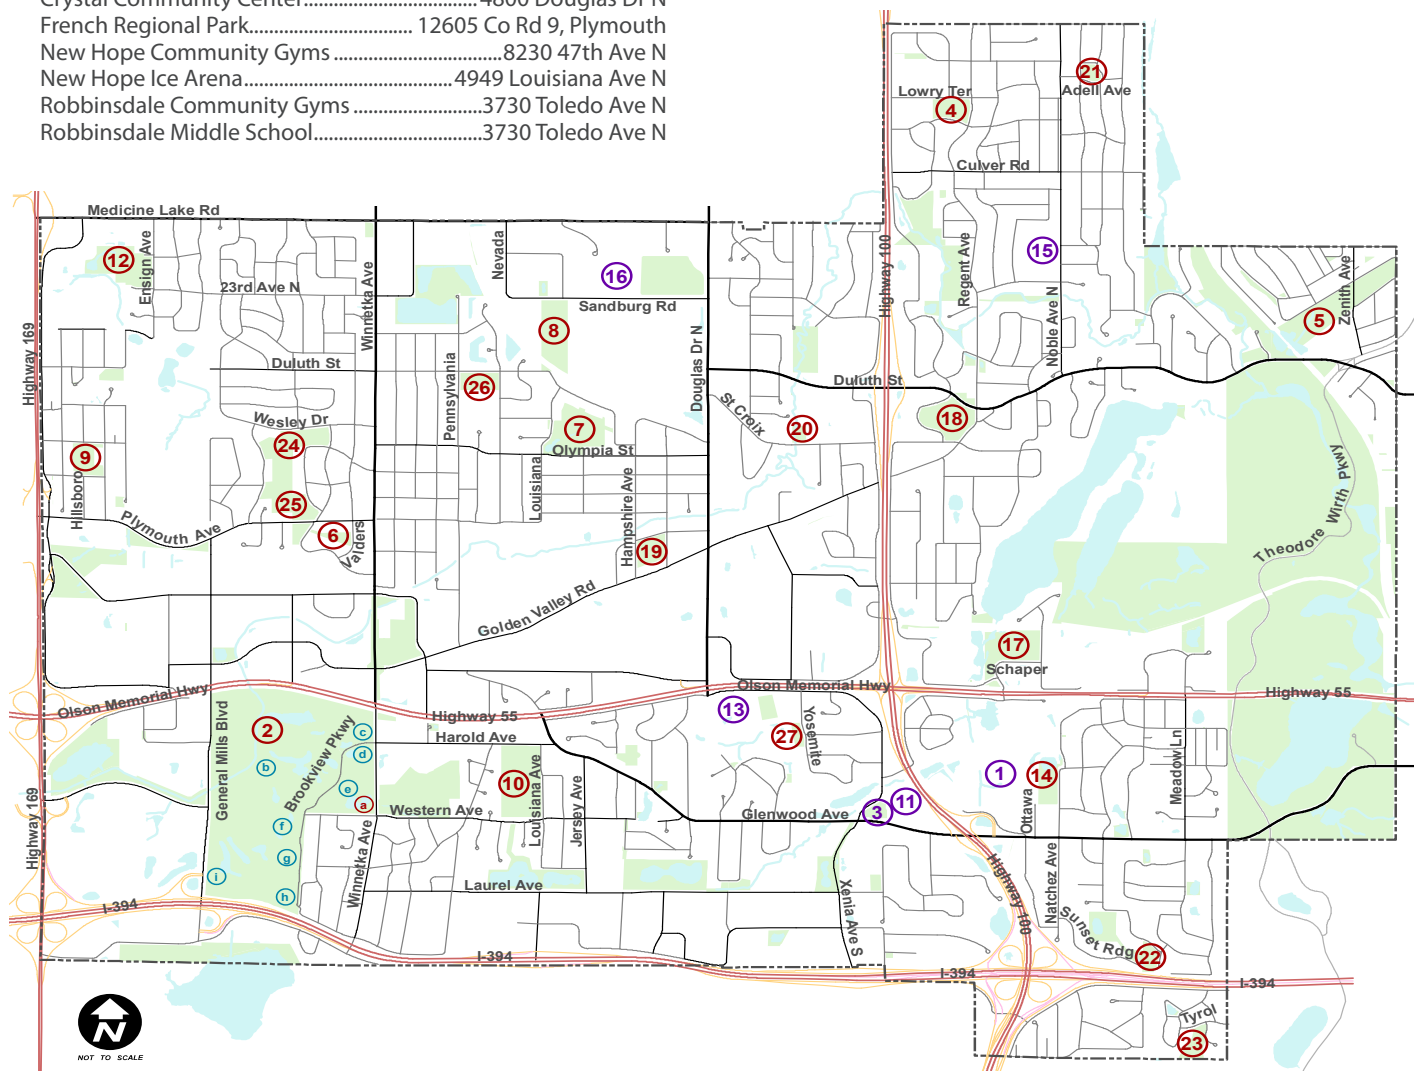 Crystal Community Center.................................... 4800 Douglas Dr N
French Regional Park................................. 12605 Co Rd 9, Plymouth
New Hope Community Gyms ..................................8230 47th Ave N
New Hope Ice Arena...........................................4949 Louisiana Ave N
Robbinsdale Community Gyms ..........................3730 Toledo Ave N
Robbinsdale Middle School..................................3730 Toledo Ave N
21
Lowry Ter
Adell Ave
4
Culver Rd
Medicine Lake Rd
12
Ensign Ave
23rd Ave N
Winnetka Ave
Nevada
16
Sandburg Rd
Highway 100
Regent Ave
15
Noble Ave N
Zenith Ave
5
Highway 169
8
Duluth St
Pennsylvania
26
Douglas Dr N
Duluth St
St Croix
20
18
Wesley Dr
24
7
Olympia St
9
Hillsboro
25
Plymouth Ave
6
Valders
Louisiana
Hampshire Ave
19
Theodore Wirth Pkwy
Golden Valley Rd
17
Schaper
Olson Memorial Hwy
Olson Memorial Hwy
Highway 55
Highway 55
General Mills Blvd
2
Brookview Pkwy
c
d
b
e
a
f
g
h
i
Harold Ave
13
27
Yosemite
10
Louisiana Ave
Jersey Ave
Western Ave
Glenwood Ave
3
11
1
14
Ottawa
Meadow Ln
Highway 169
Winnetka Ave
Laurel Ave
Xenia Ave S
Highway 100
Natchez Ave
Sunset Rdg
22
I-394
I-394
I-394
I-394
Tyrol
23
N
NOT TO SCALE